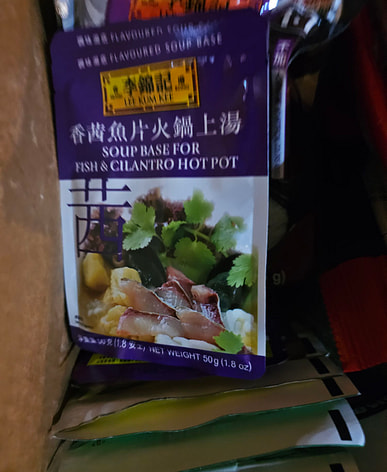 FLAVOURED SOUP BASE
李錦記
LEE KUM KEE
香茜魚片火鍋上湯
SOUP BASE FOR
FISH & CILANTRO HOT POT
茜
NET WEIGHT 50g (1.8 oz)
g)